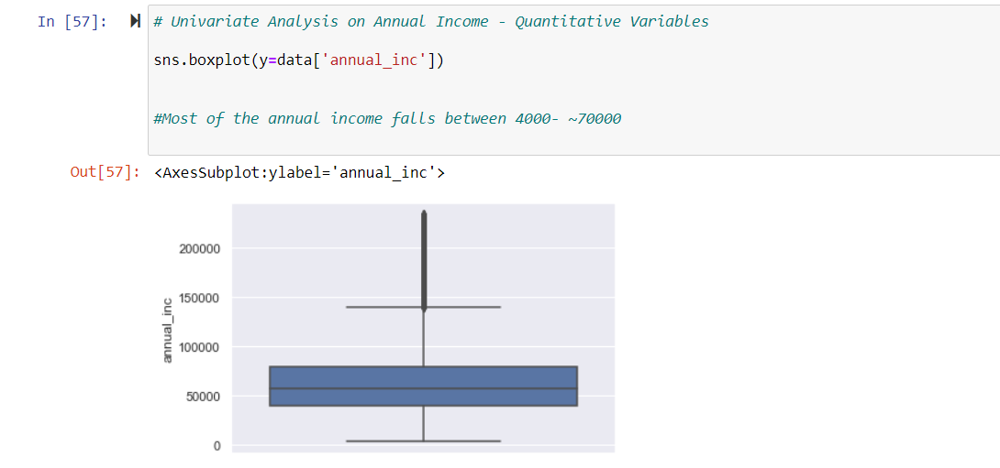 In [57]:
# Univariate Analysis on Annual Income - Quantitative Variables
sns.boxplot(y=data['annual_inc'])
#Most of the annual income falls between 4000- ~70000
Out[57]: <AxesSubplot:ylabel='annual_inc'>
200000
150000
100000
50000
0
annual_inc